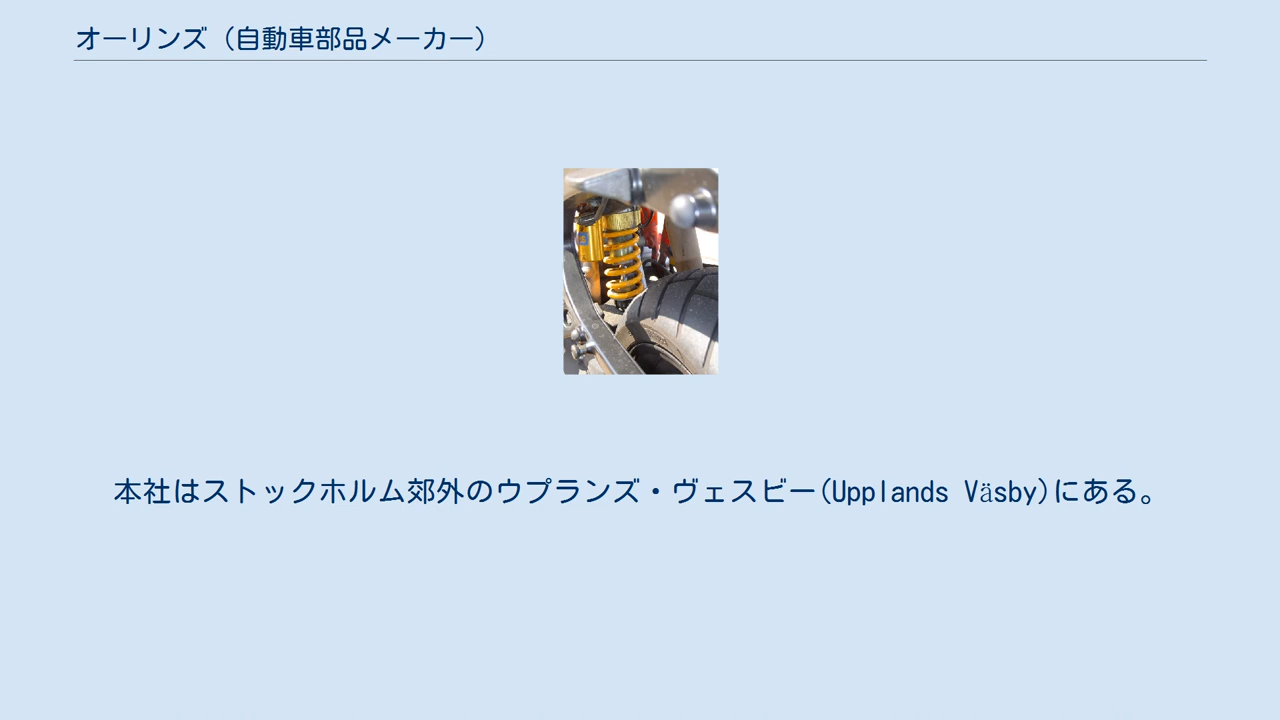 オーリンズ（自動車部品メーカー）
本社はストックホルム郊外のウプランズ・ヴェスビー(Upplands Väsby)にある。